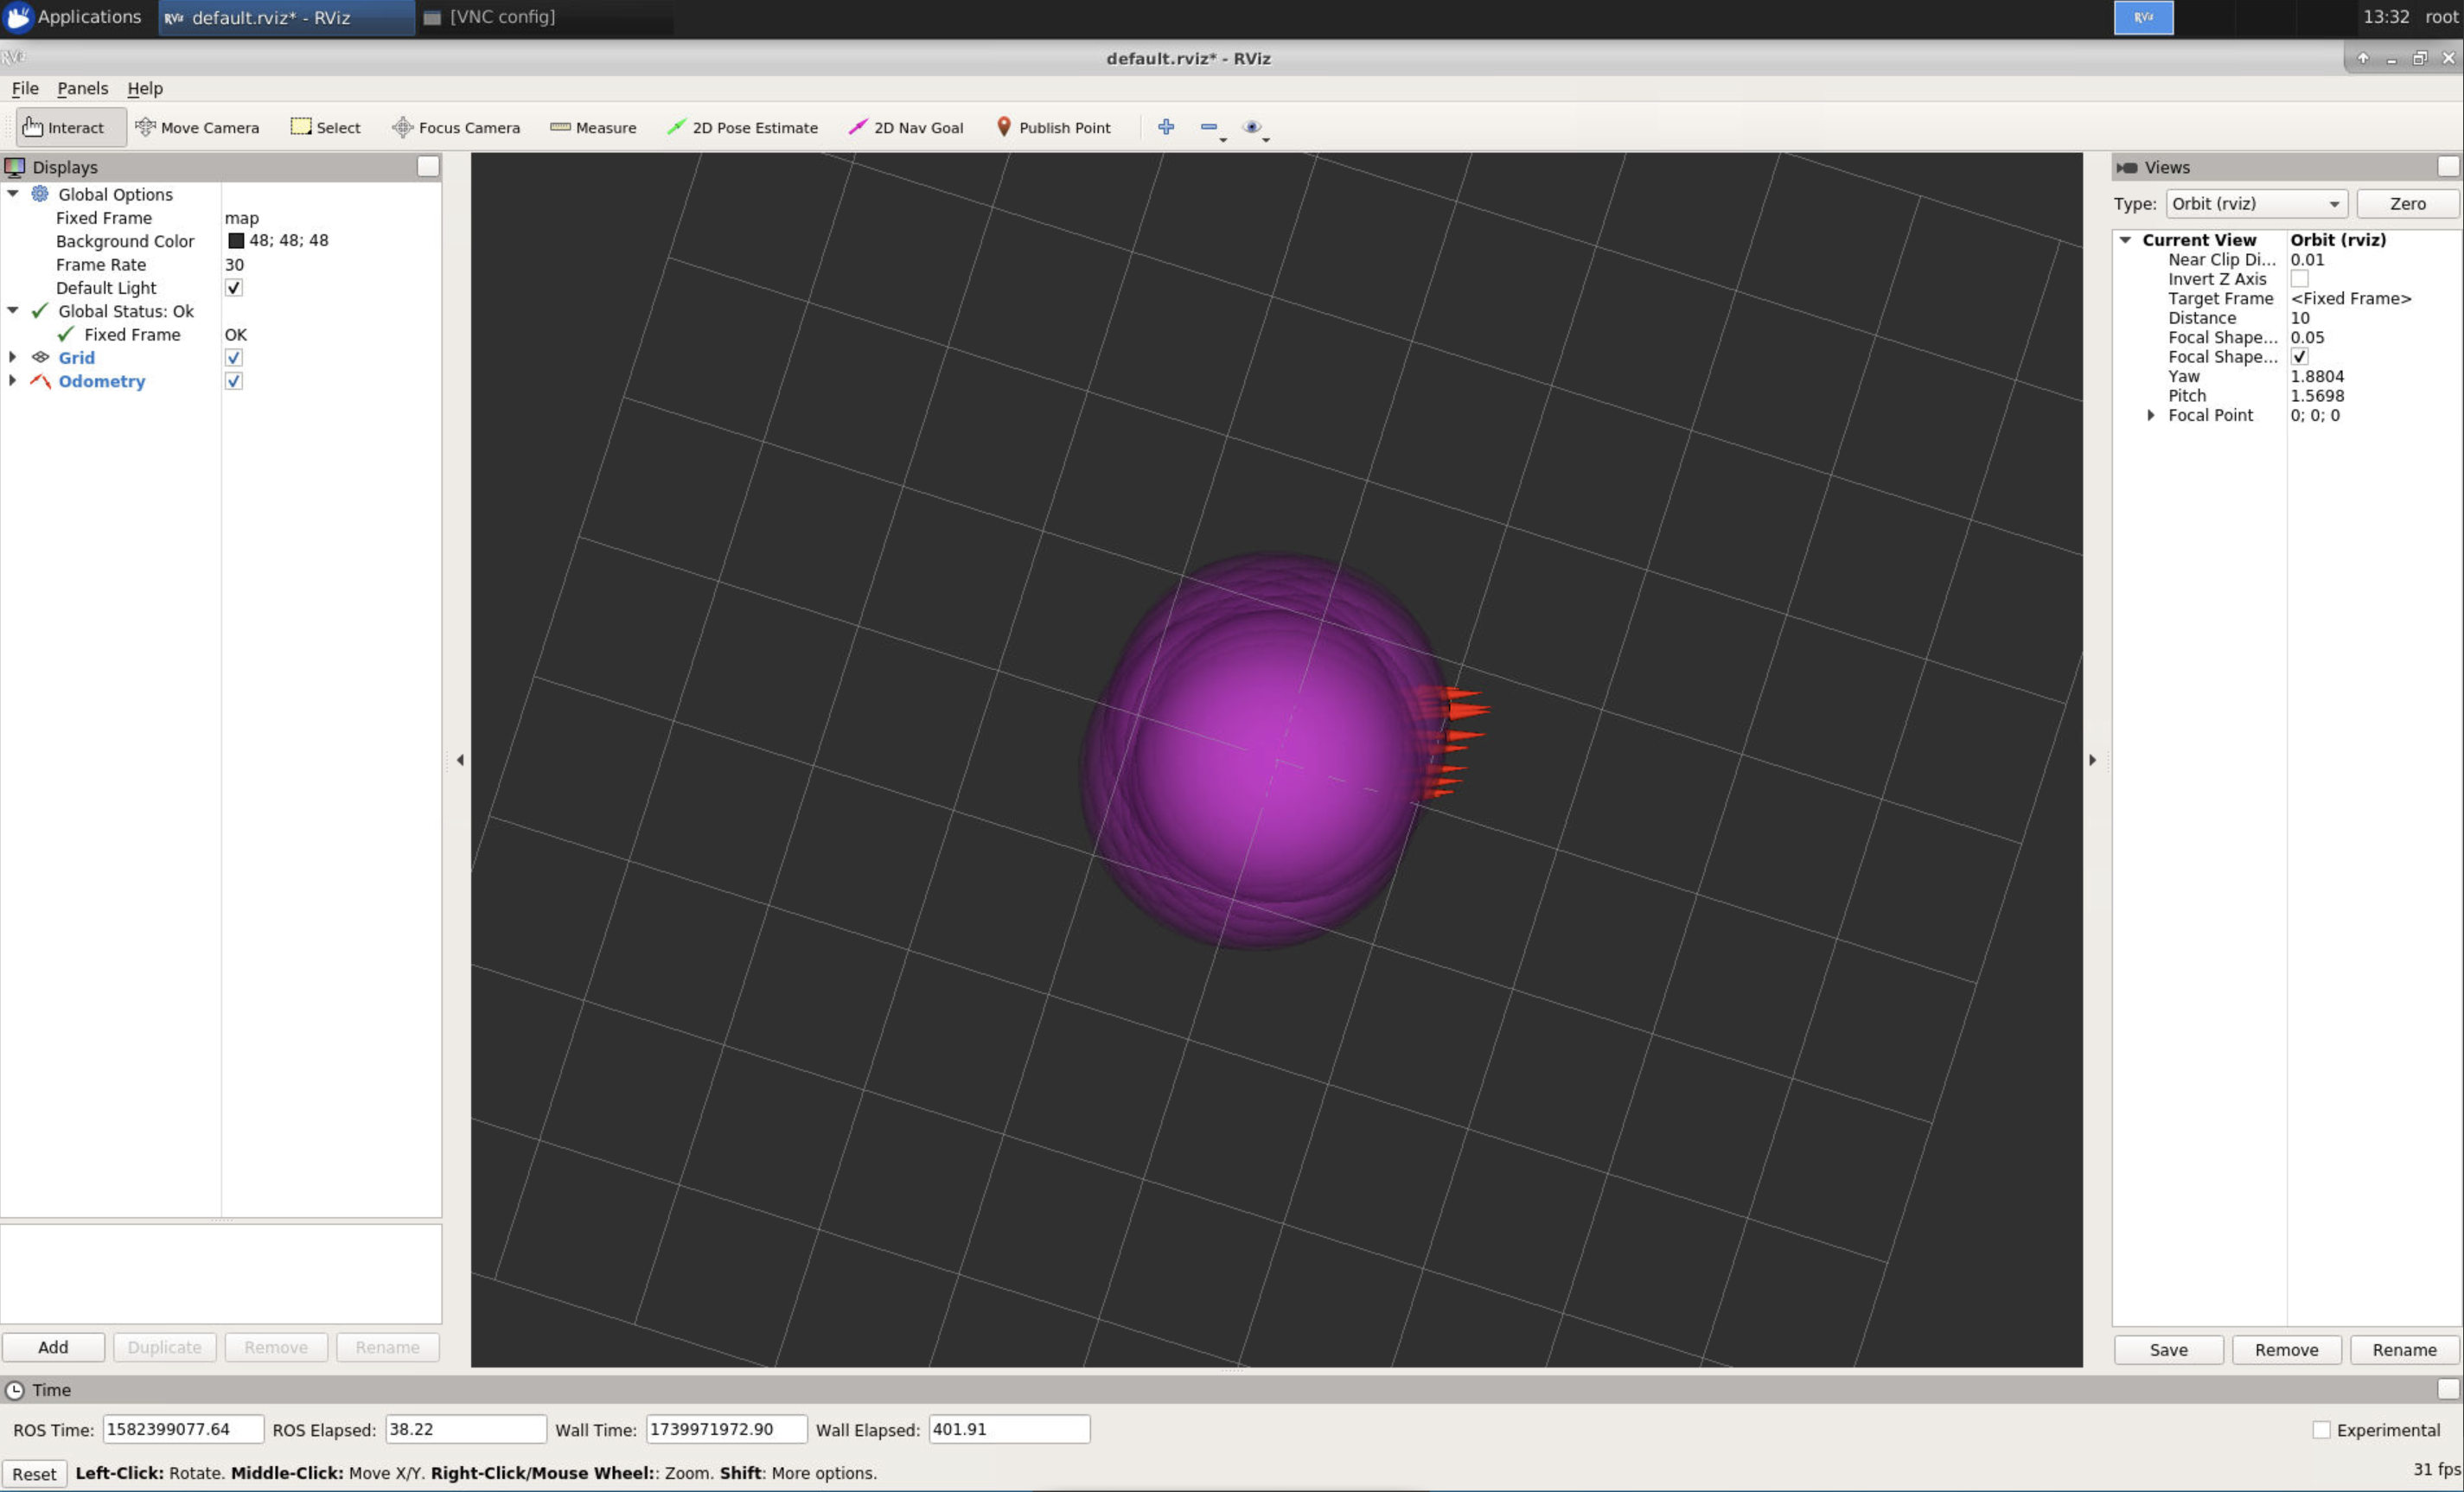 Applications
RViz default.rviz* - RViz
[VNC config]
RViz
13:32 root
RViz
default.rviz* - RViz
File Panels Help
Interact Move Camera Select Focus Camera Measure 2D Pose Estimate 2D Nav Goal Publish Point
Displays
Global Options
Fixed Frame map
Background Color 48; 48; 48
Frame Rate 30
Default Light
Global Status: Ok
Fixed Frame OK
Grid
Odometry
Add Duplicate Remove Rename
Views
Type: Orbit (rviz) Zero
Current View Orbit (rviz)
Near Clip Di... 0.01
Invert Z Axis
Target Frame <Fixed Frame>
Distance 10
Focal Shape... 0.05
Focal Shape...
Yaw 1.8804
Pitch 1.5698
Focal Point 0; 0; 0
Save Remove Rename
Time
ROS Time: 1582399077.64 ROS Elapsed: 38.22 Wall Time: 1739971972.90 Wall Elapsed: 401.91 Experimental
Reset Left-Click: Rotate. Middle-Click: Move X/Y. Right-Click/Mouse Wheel:: Zoom. Shift: More options. 31 fps